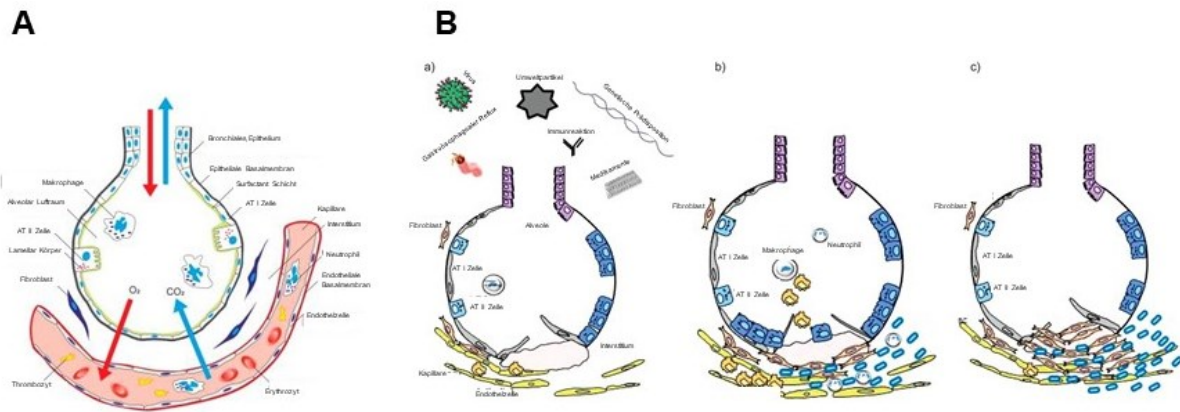 A
Bronchiales Epithelium
Epitheliale Basalmembran
Surfactant Schicht
AT I Zelle
Makrophage
Alveolar Luftraum
AT II Zelle
Lamellar Körper
Fibroblast
O₂
CO₂
Kapillare
Interstitium
Neutrophil
Endotheliale
Basalmembran
Endothelzelle
Thrombozyt
Erythrozyt
B
a)
Virus
Umweltpartikel
Genetische Prädisposition
Gastroösophagealer Reflux
Immunreaktion
Medikamente
Fibroblast
Alveole
AT I Zelle
AT II Zelle
Interstitium
Kapillare
Endothelzelle
b)
Fibroblast
Makrophage
Neutrophil
AT I Zelle
AT II Zelle
c)
Fibroblast
AT I Zelle
AT II Zelle